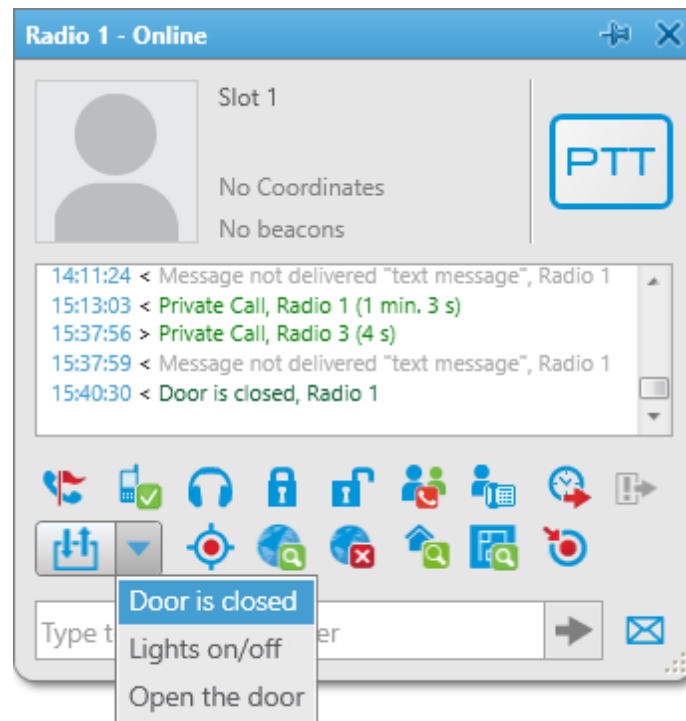 Radio 1 - Online
Slot 1
PTT
No Coordinates
No beacons
14:11:24 < Message not delivered "text message", Radio 1
15:13:03 < Private Call, Radio 1 (1 min. 3 s)
15:37:56 > Private Call, Radio 3 (4 s)
15:37:59 < Message not delivered "text message", Radio 1
15:40:30 < Door is closed, Radio 1
Door is closed
Type t er
Lights on/off
Open the door